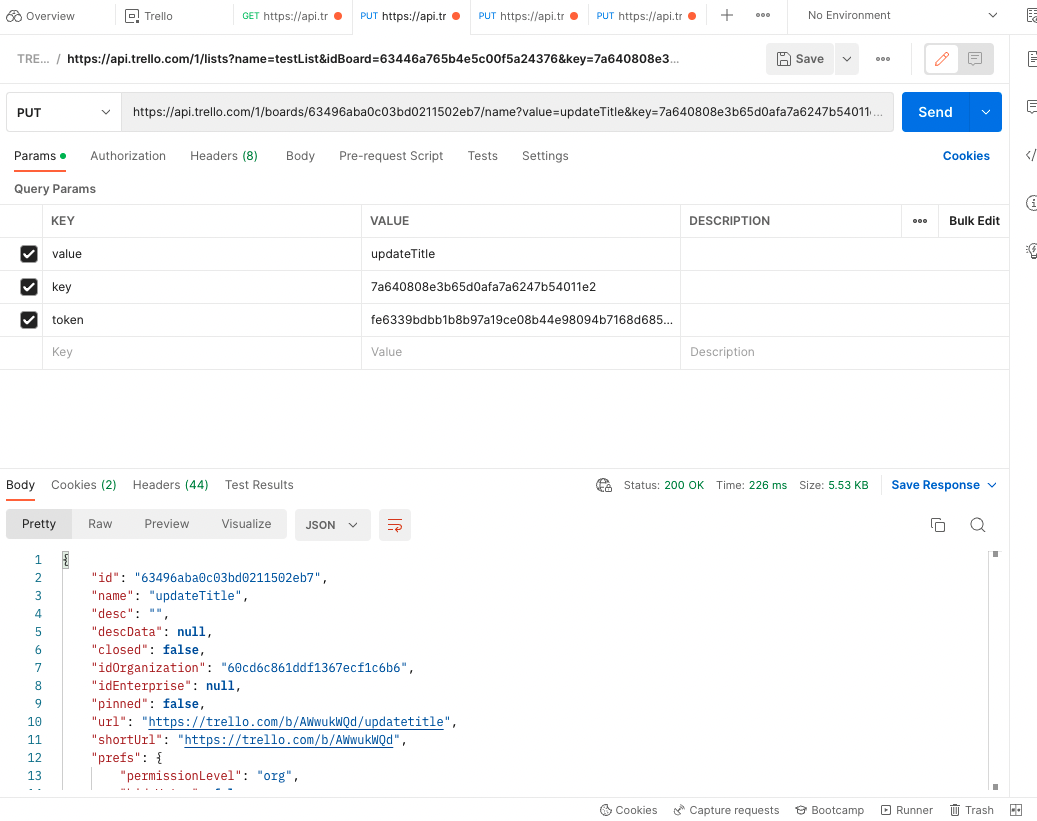 Overview
Trello
GET https://api.tr
PUT https://api.tr
PUT https://api.tr
PUT https://api.tr
No Environment
TRE... / https://api.trello.com/1/lists?name=testList&idBoard=63446a765b4e5c00f5a24376&key=7a640808e3...
Save
PUT
https://api.trello.com/1/boards/63496aba0c03bd0211502eb7/name?value=updateTitle&key=7a640808e3b65d0afa7a6247b54011...
Send
Params
Authorization
Headers (8)
Body
Pre-request Script
Tests
Settings
Cookies
Query Params
KEY VALUE DESCRIPTION Bulk Edit
value updateTitle
key 7a640808e3b65d0afa7a6247b54011e2
token fe6339bdbb1b8b97a19ce08b44e98094b7168d685...
Key Value Description
Body
Cookies (2)
Headers (44)
Test Results
Status: 200 OK Time: 226 ms Size: 5.53 KB
Save Response
Pretty
Raw
Preview
Visualize
JSON
1 {
2 "id": "63496aba0c03bd0211502eb7",
3 "name": "updateTitle",
4 "desc": "",
5 "descData": null,
6 "closed": false,
7 "idOrganization": "60cd6c861ddf1367ecf1c6b6",
8 "idEnterprise": null,
9 "pinned": false,
10 "url": "https://trello.com/b/AWwukWQd/updatetitle",
11 "shortUrl": "https://trello.com/b/AWwukWQd",
12 "prefs": {
13 "permissionLevel": "org",
Cookies
Capture requests
Bootcamp
Runner
Trash